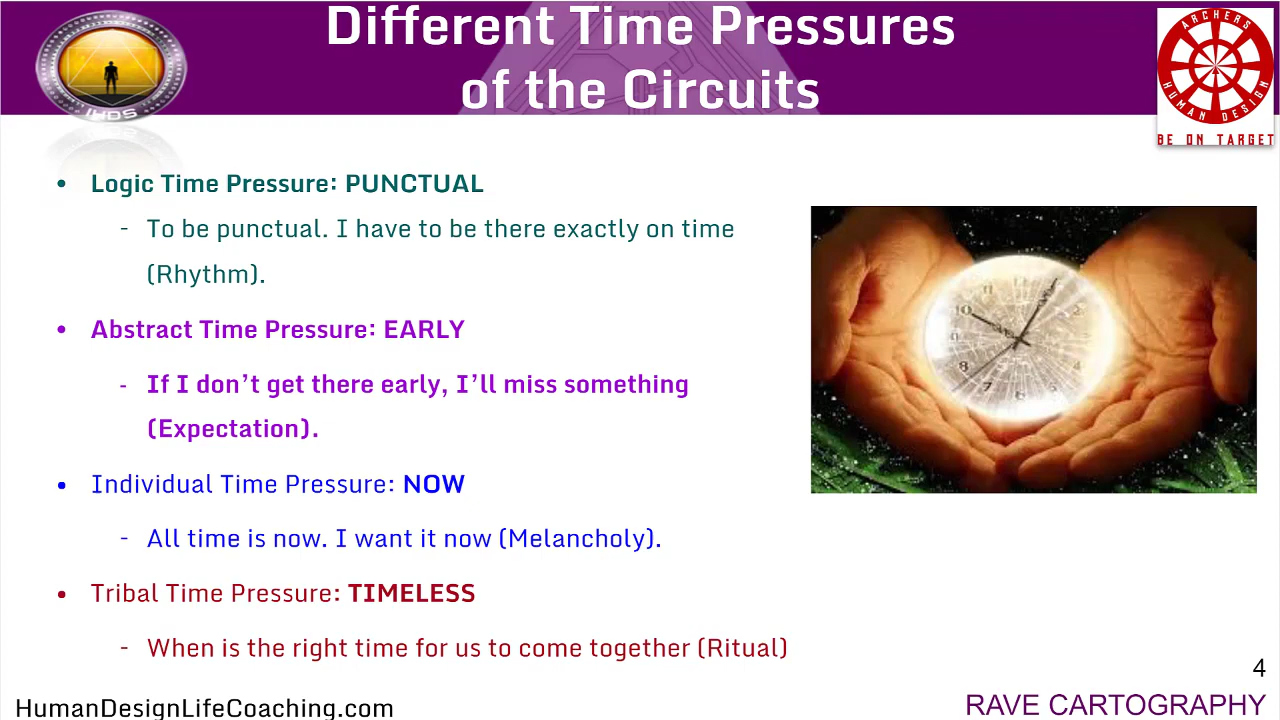 Different Time Pressures
of the Circuits
IHDS
ARCHERS
HUMAN DESIGN
BE ON TARGET
• Logic Time Pressure: PUNCTUAL
- To be punctual. I have to be there exactly on time
(Rhythm).
• Abstract Time Pressure: EARLY
- If I don’t get there early, I’ll miss something
(Expectation).
• Individual Time Pressure: NOW
- All time is now. I want it now (Melancholy).
• Tribal Time Pressure: TIMELESS
- When is the right time for us to come together (Ritual)
4
HumanDesignLifeCoaching.com
RAVE CARTOGRAPHY